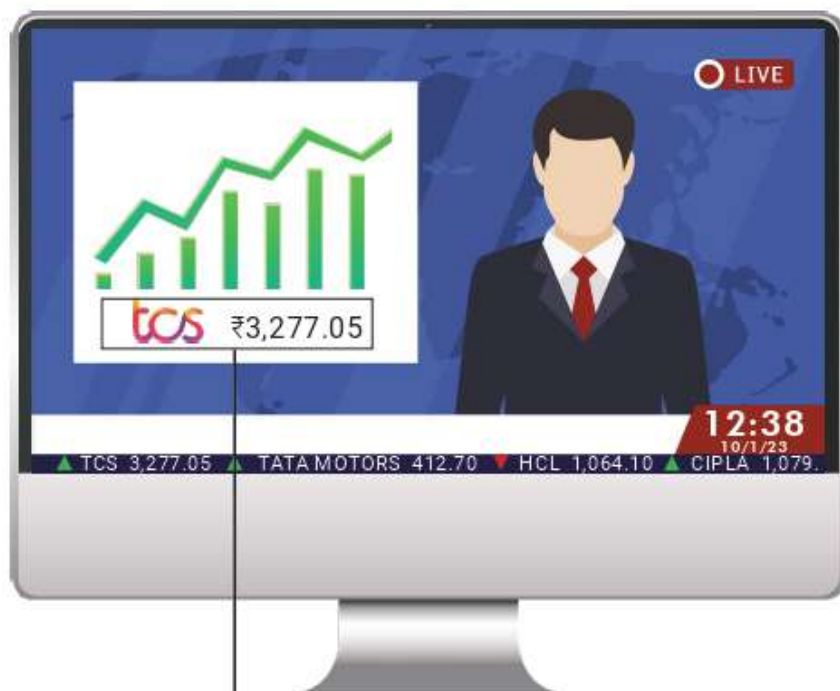 LIVE
tcs ₹3,277.05
12:38
10/1/23
▲ TCS 3,277.05 ▲ TATA MOTORS 412.70 ▼ HCL 1,064.10 ▲ CIPLA 1,079.